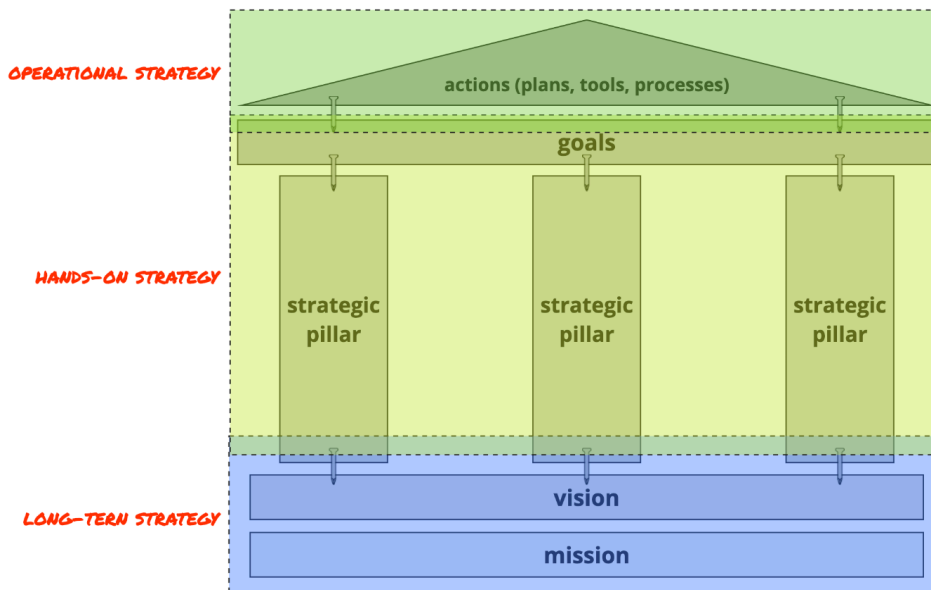 OPERATIONAL STRATEGY
actions (plans, tools, processes)
goals
HANDS-ON STRATEGY
strategic
pillar
strategic
pillar
strategic
pillar
LONG-TERN STRATEGY
vision
mission